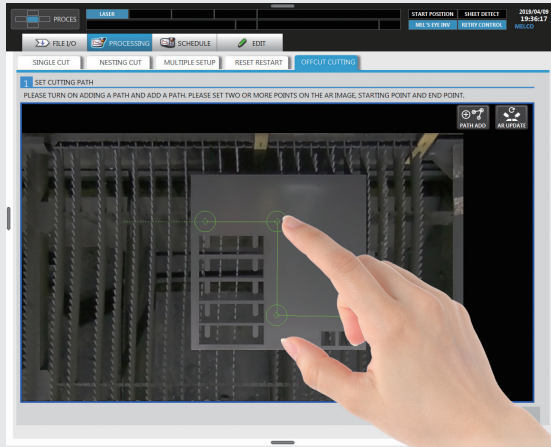 PROCES
LASER
START POSITION SHEET DETECT
MEL'S EYE INV RETRY CONTROL
2019/04/09
19:36:17
MELCO
FILE I/O PROCESSING SCHEDULE EDIT
SINGLE CUT NESTING CUT MULTIPLE SETUP RESET RESTART OFFCUT CUTTING
1 SET CUTTING PATH
PLEASE TURN ON ADDING A PATH AND ADD A PATH. PLEASE SET TWO OR MORE POINTS ON THE AR IMAGE, STARTING POINT AND END POINT.
PATH ADD AR UPDATE